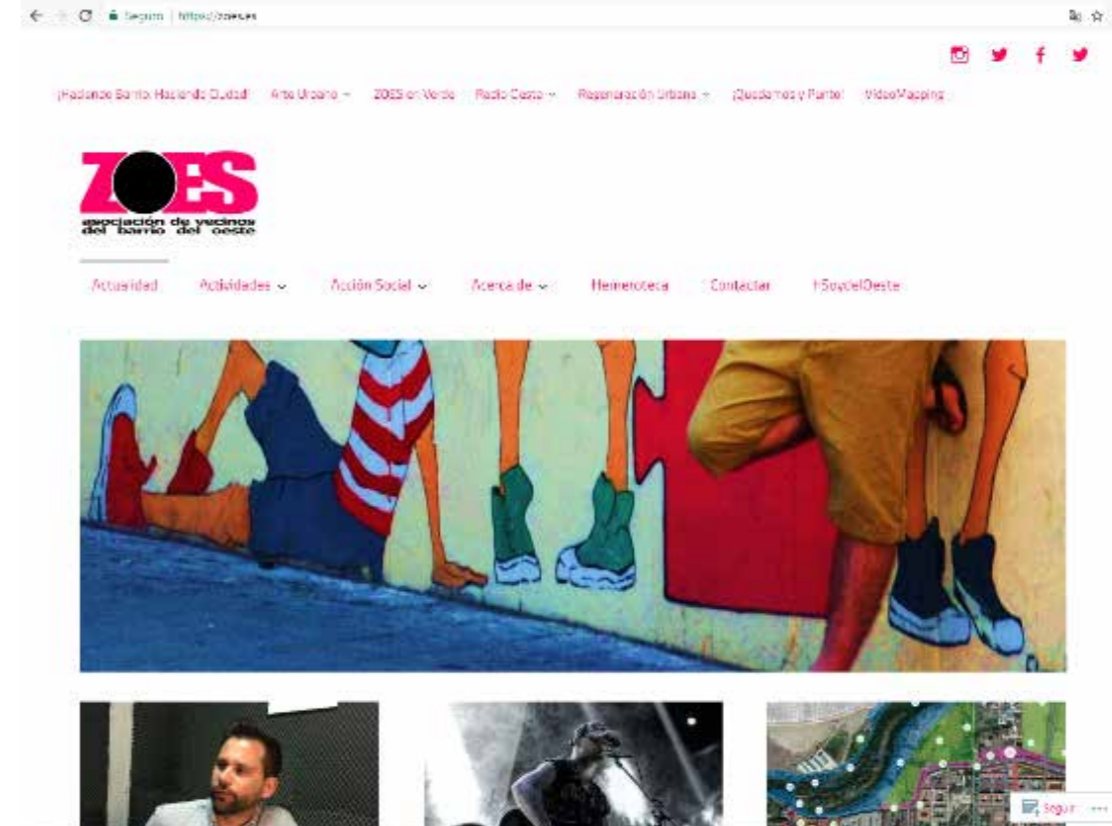 Seguro | https://zoes.es
¡Haciendo Barrio, Haciendo Ciudad! Arte Urbano ZOES en Verde Radio Oeste Regeneración Urbana ¡Quedamos y Punto! VideoMapping
ZOES
asociación de vecinos
del barrio del oeste
Actualidad Actividades Acción Social Acerca de Hemeroteca Contactar #SoydelOeste
Seguir